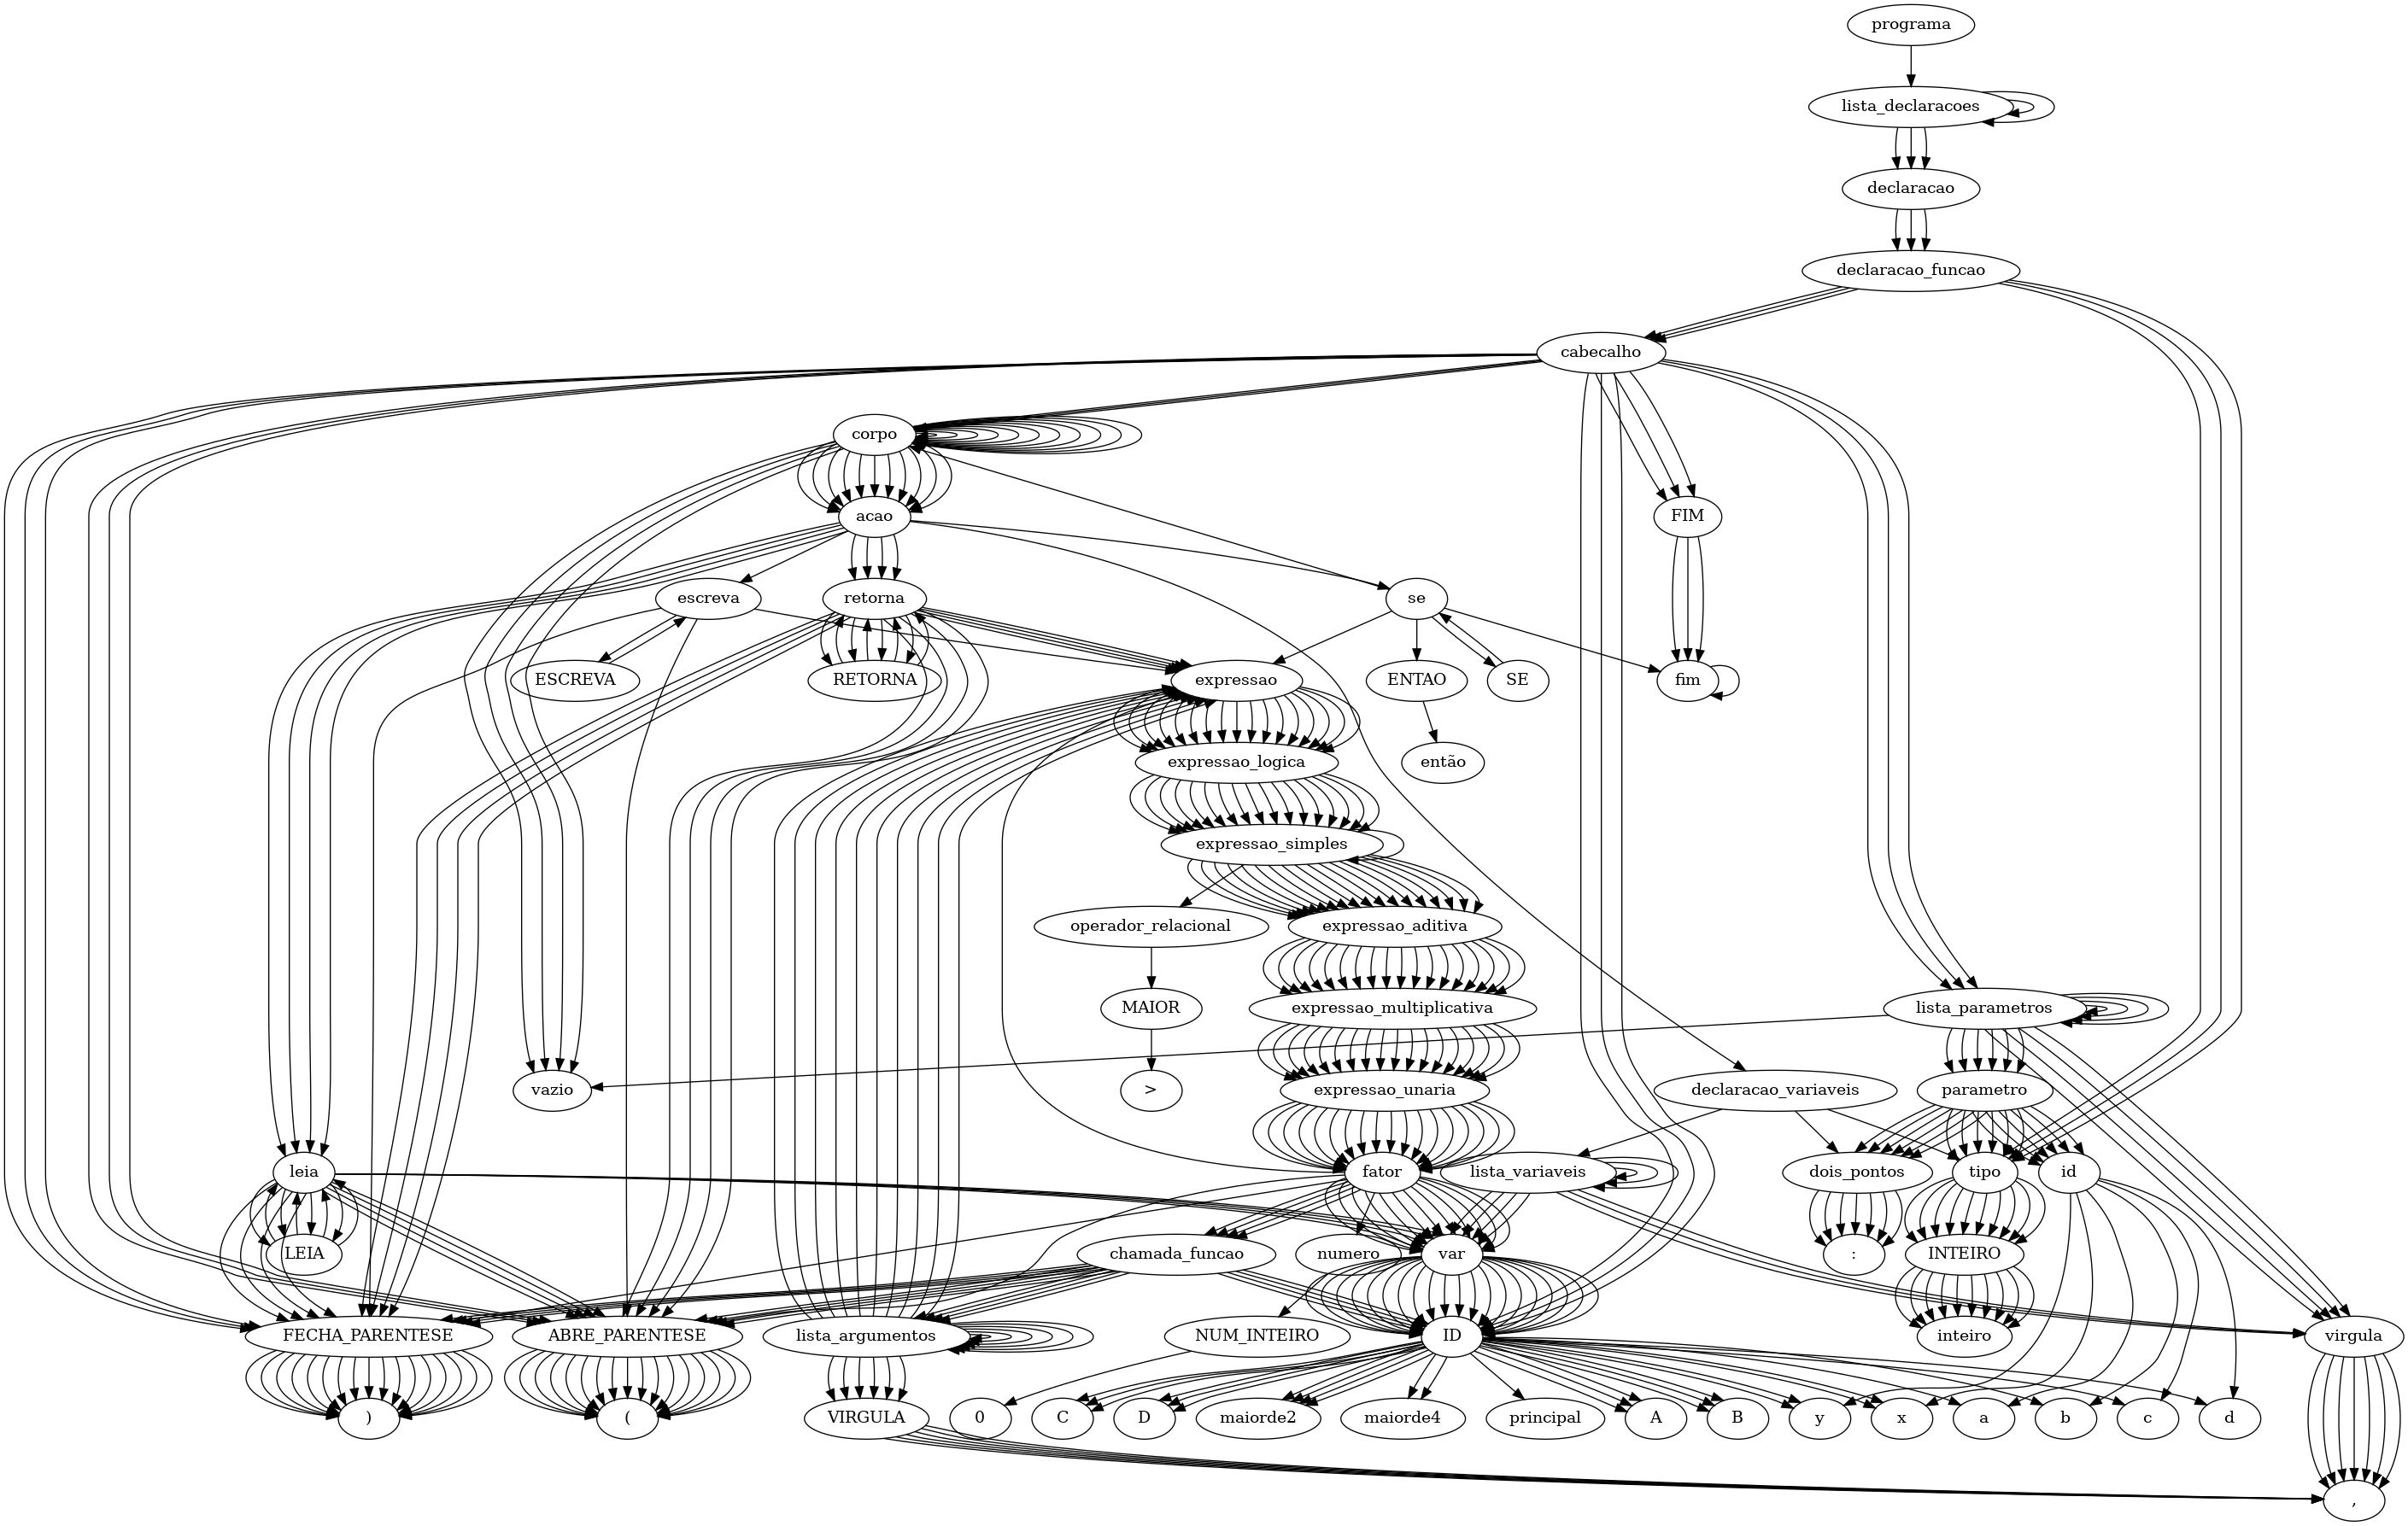 programa
lista_declaracoes
declaracao
declaracao_funcao
cabecalho
corpo
acao
FIM
escreva
retorna
se
ESCREVA
RETORNA
expressao
ENTAO
SE
fim
expressao_logica
então
expressao_simples
operador_relacional
expressao_aditiva
MAIOR
expressao_multiplicativa
lista_parametros
vazio
>
expressao_unaria
declaracao_variaveis
parametro
leia
fator
lista_variaveis
dois_pontos
tipo
id
LEIA
chamada_funcao
numero
var
:
INTEIRO
FECHA_PARENTESE
ABRE_PARENTESE
lista_argumentos
NUM_INTEIRO
ID
inteiro
virgula
)
(
VIRGULA
0
C
D
maiorde2
maiorde4
principal
A
B
y
x
a
b
c
d
,